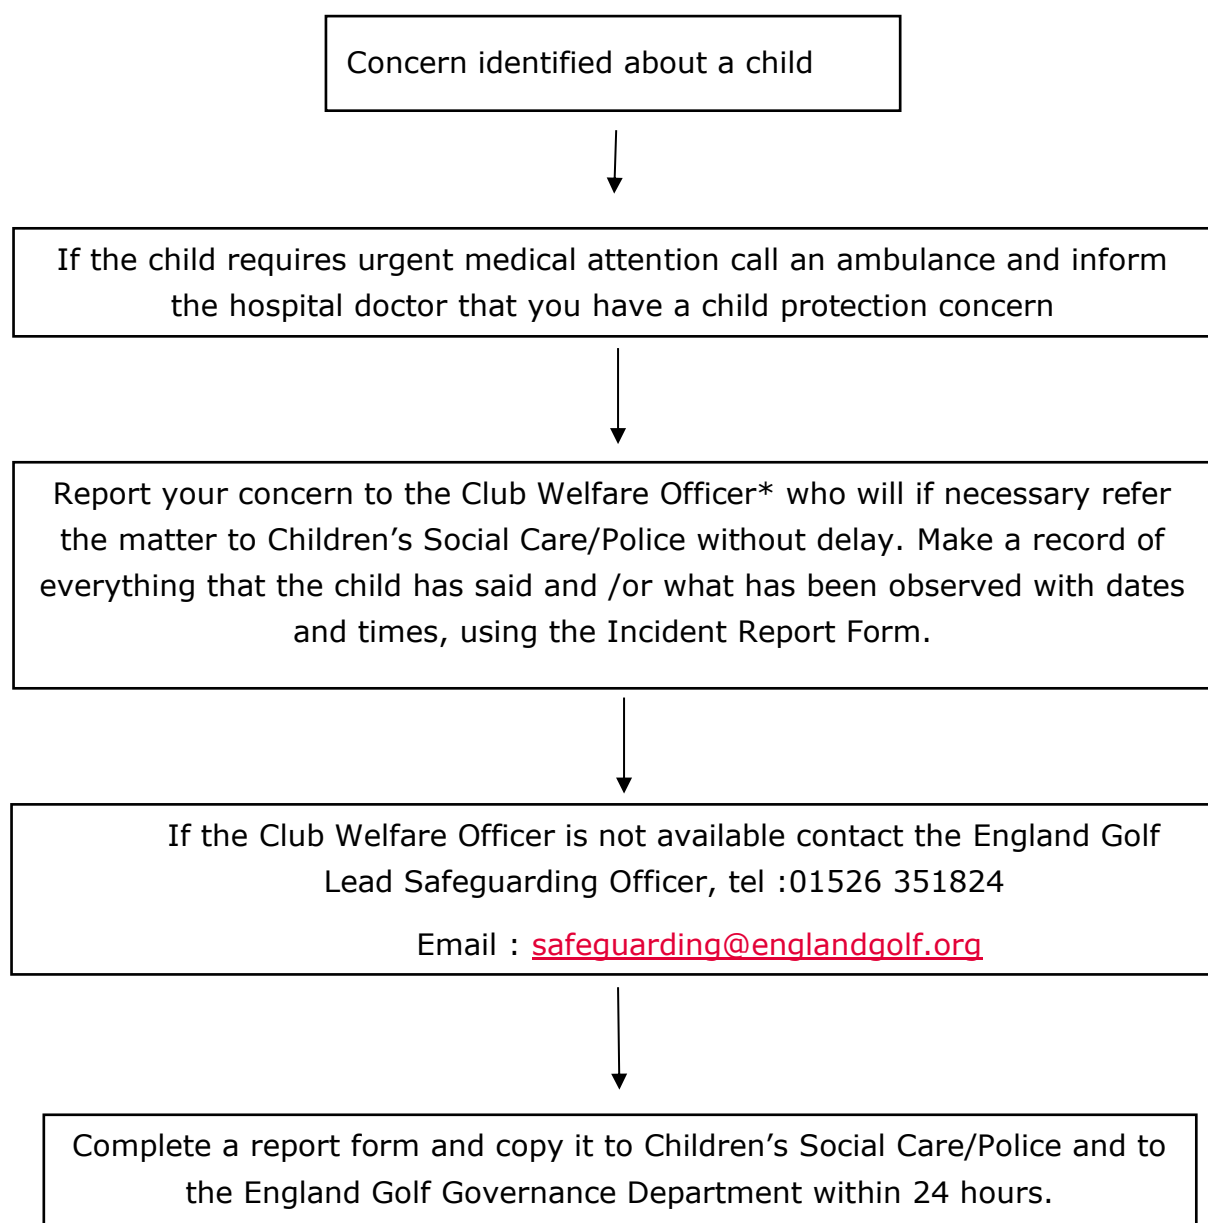 Concern identified about a child
If the child requires urgent medical attention call an ambulance and inform
the hospital doctor that you have a child protection concern
Report your concern to the Club Welfare Officer* who will if necessary refer
the matter to Children’s Social Care/Police without delay. Make a record of
everything that the child has said and /or what has been observed with dates
and times, using the Incident Report Form.
If the Club Welfare Officer is not available contact the England Golf
Lead Safeguarding Officer, tel :01526 351824
Email : safeguarding@englandgolf.org
Complete a report form and copy it to Children’s Social Care/Police and to
the England Golf Governance Department within 24 hours.